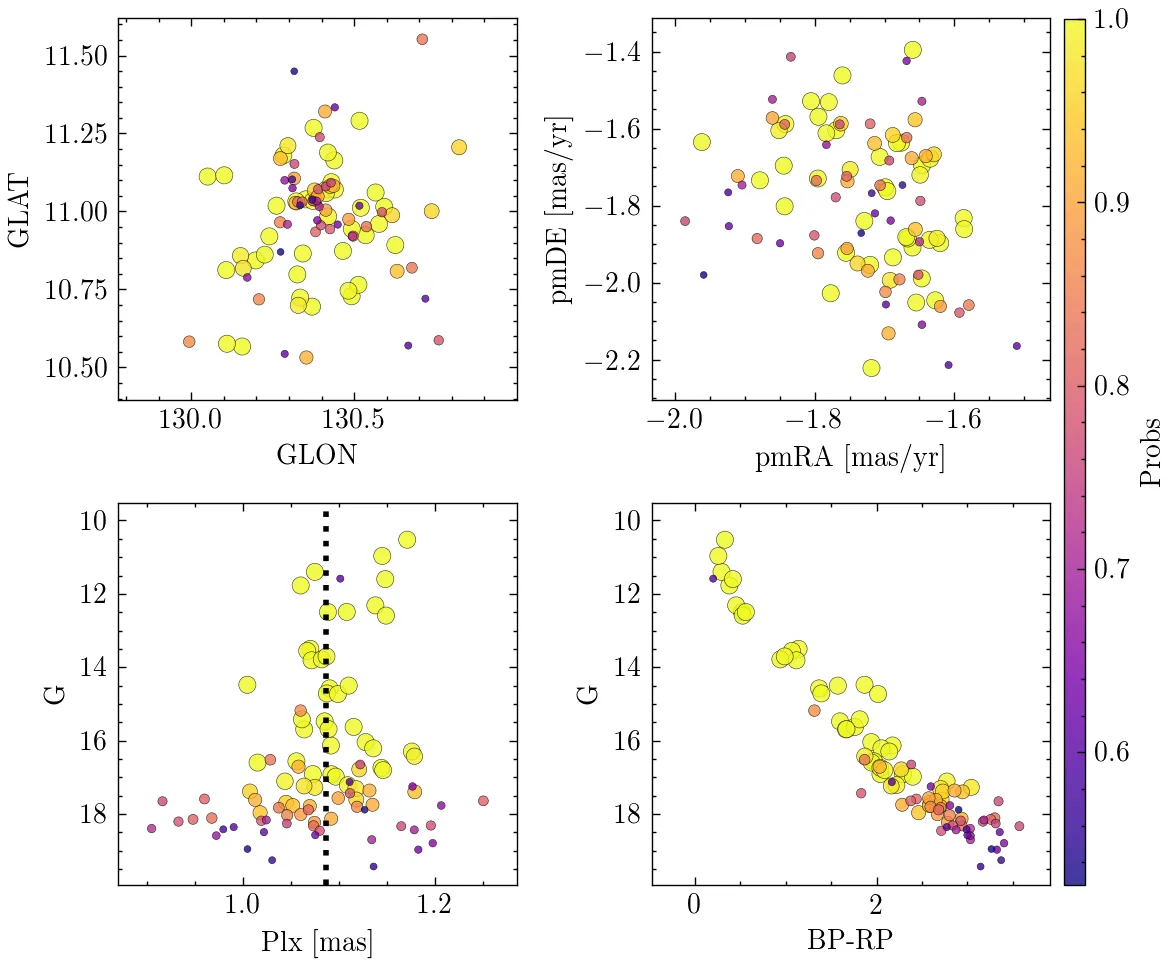 11.50
11.25
11.00
10.75
10.50
GLAT
130.0 130.5
GLON
−1.4
−1.6
−1.8
−2.0
−2.2
pmDE [mas/yr]
−2.0 −1.8 −1.6
pmRA [mas/yr]
10
12
14
16
18
G
1.0 1.2
Plx [mas]
10
12
14
16
18
G
0 2
BP-RP
1.0
0.9
0.8
0.7
0.6
Probs